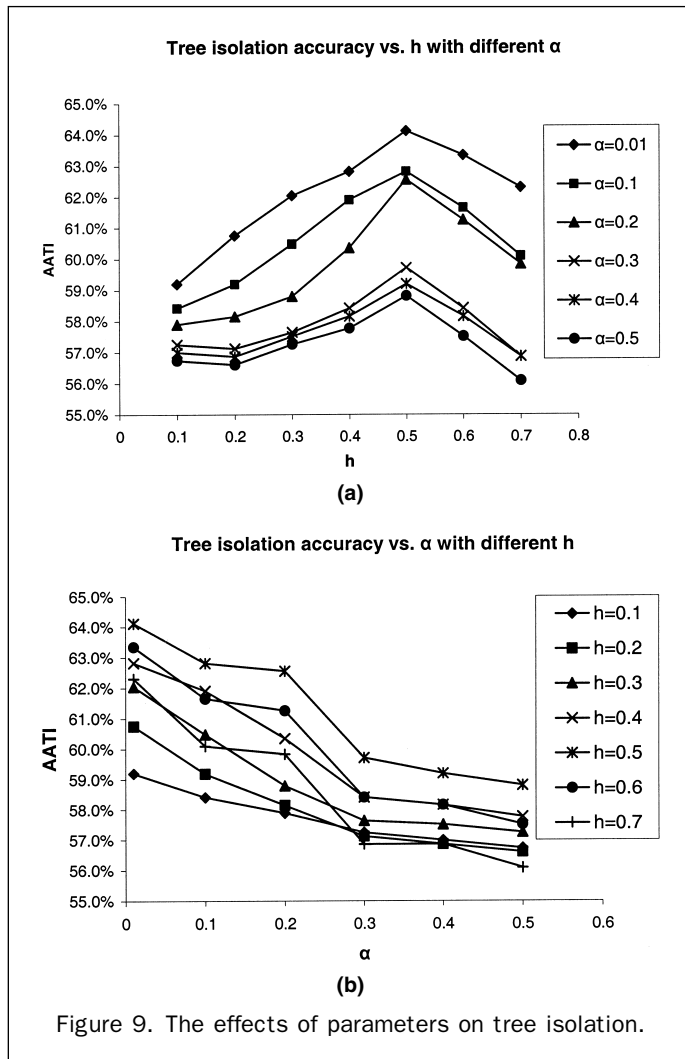 Tree isolation accuracy vs. h with different α
AATI
65.0%
64.0%
63.0%
62.0%
61.0%
60.0%
59.0%
58.0%
57.0%
56.0%
55.0%
0 0.1 0.2 0.3 0.4 0.5 0.6 0.7 0.8
h
α=0.01
α=0.1
α=0.2
α=0.3
α=0.4
α=0.5
(a)
Tree isolation accuracy vs. α with different h
AATI
65.0%
64.0%
63.0%
62.0%
61.0%
60.0%
59.0%
58.0%
57.0%
56.0%
55.0%
0 0.1 0.2 0.3 0.4 0.5 0.6
α
h=0.1
h=0.2
h=0.3
h=0.4
h=0.5
h=0.6
h=0.7
(b)
Figure 9. The effects of parameters on tree isolation.